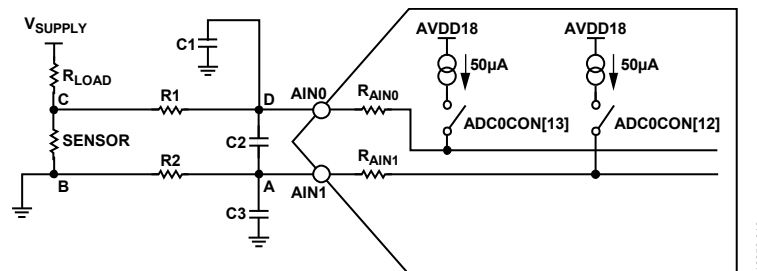 VSUPPLY
RLOAD
C
SENSOR
B
R1
R2
C1
D
C2
A
C3
AIN0
AIN1
RAIN0
RAIN1
AVDD18
50µA
ADC0CON[13]
AVDD18
50µA
ADC0CON[12]